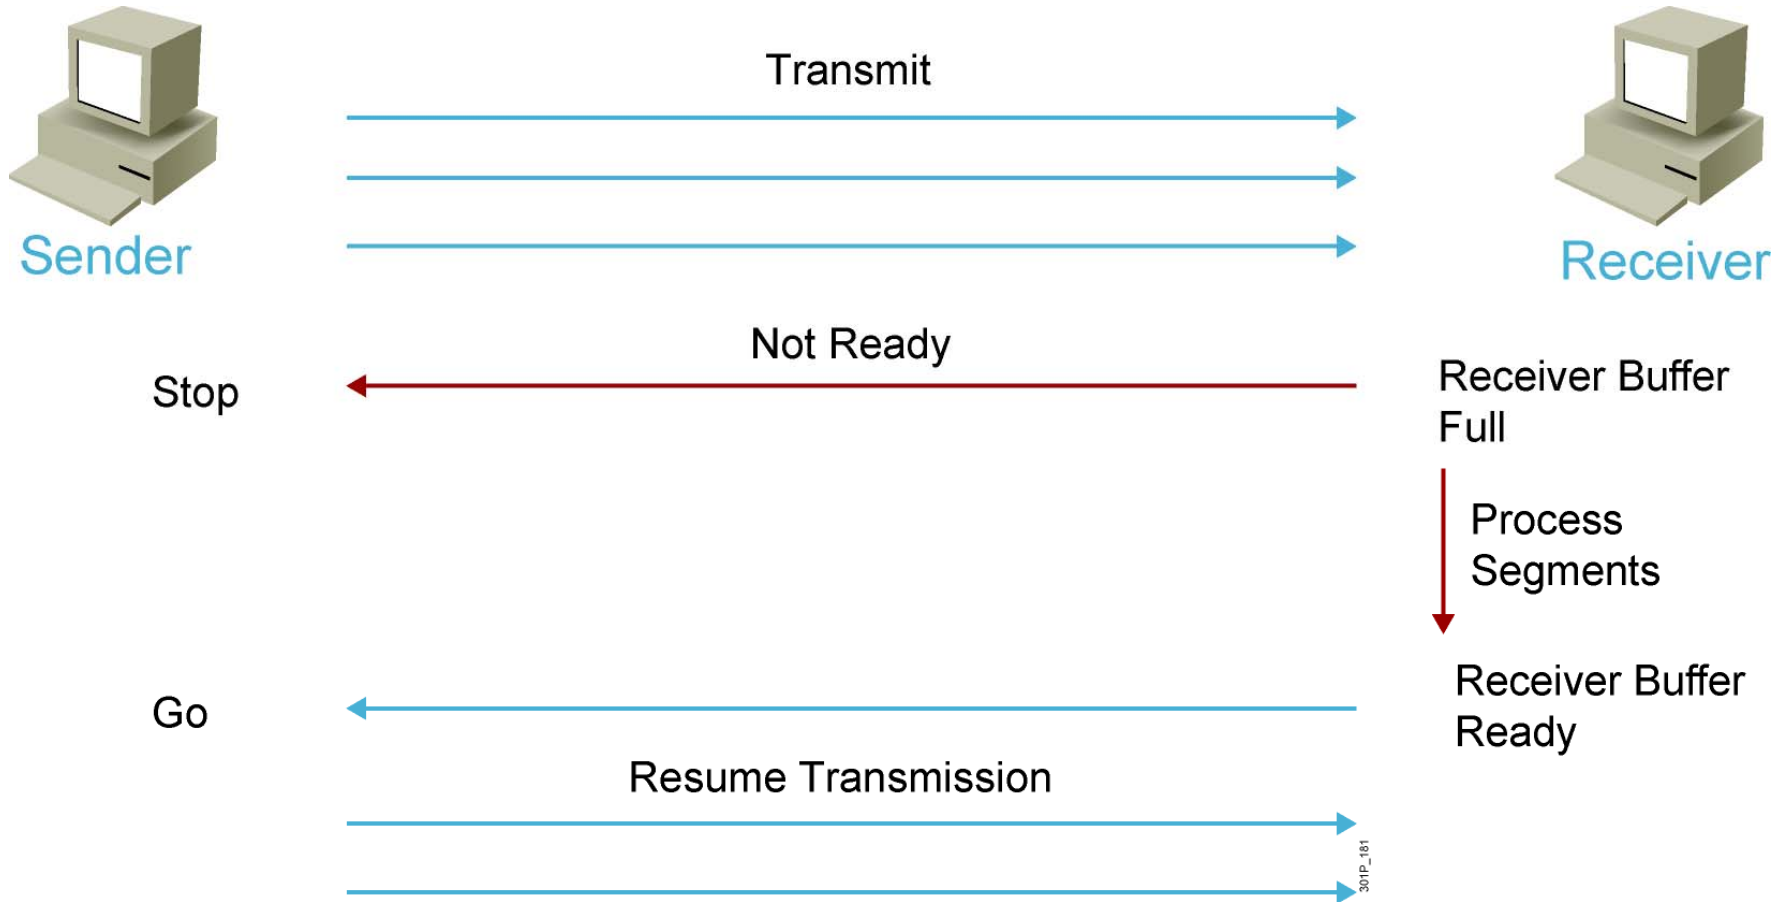 Transmit
Sender
Receiver
Not Ready
Stop
Receiver Buffer
Full
Process
Segments
Go
Receiver Buffer
Ready
Resume Transmission
301P_181